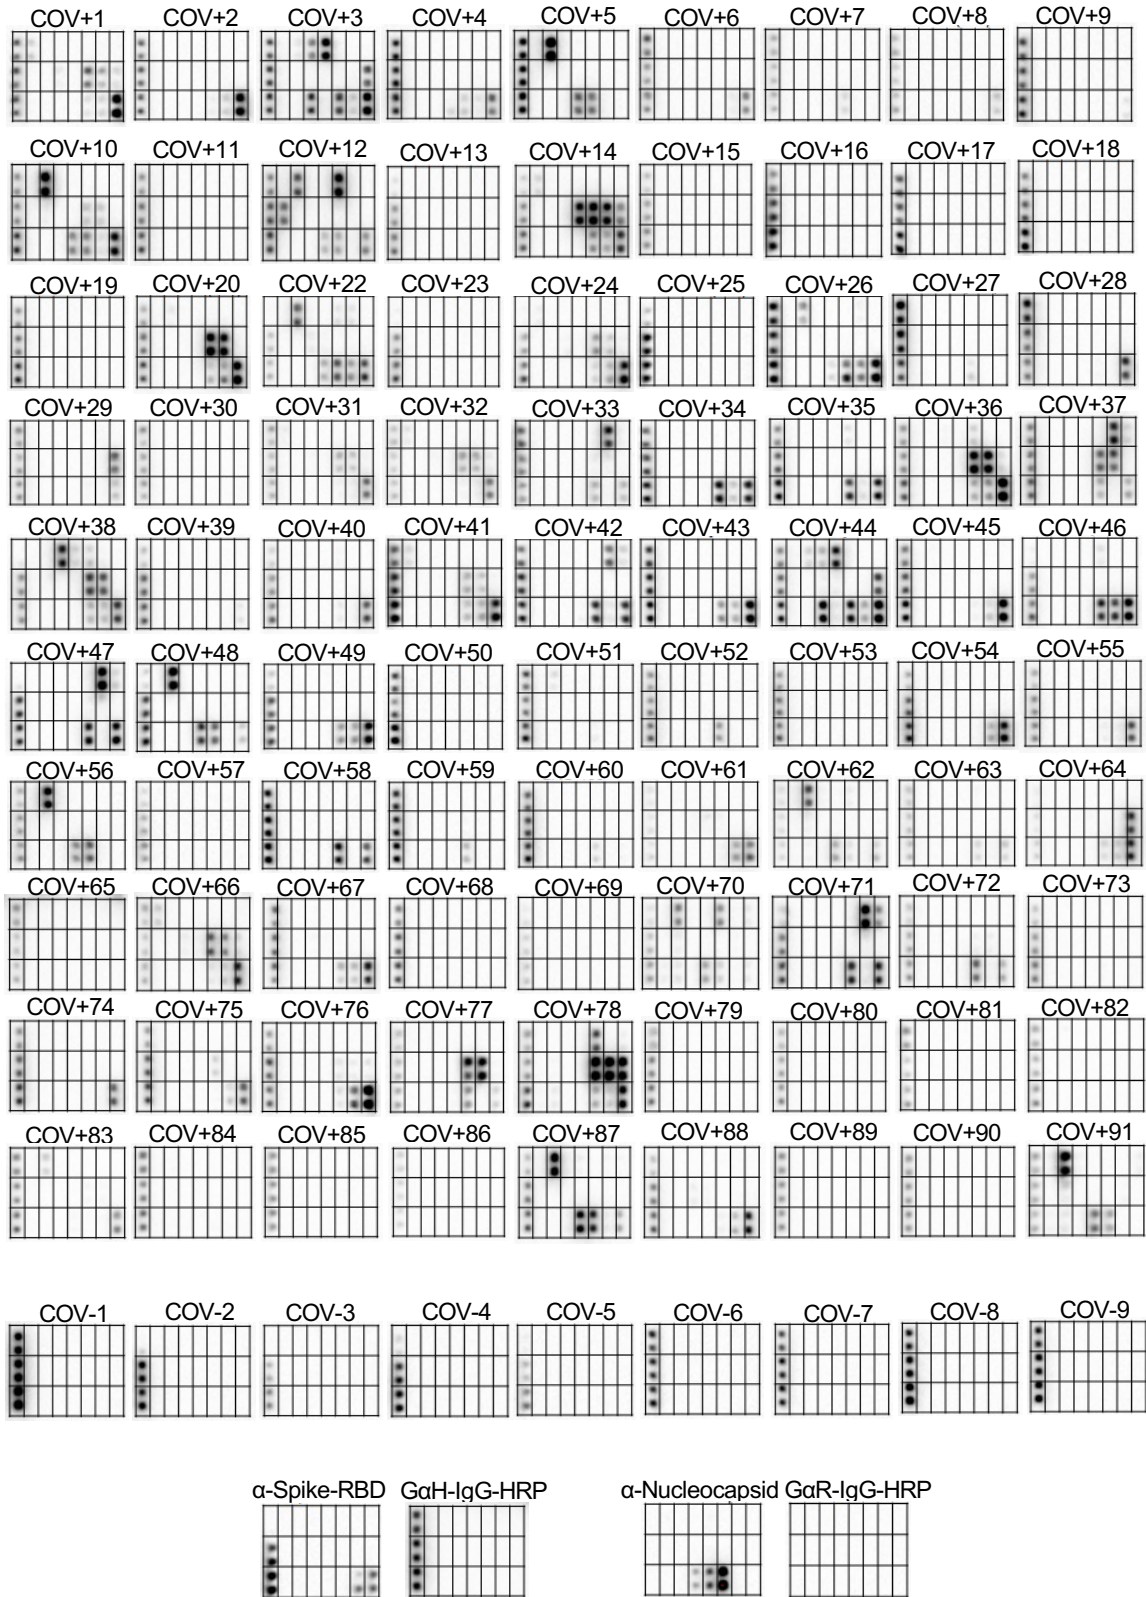 COV+1 COV+2 COV+3 COV+4 COV+5 COV+6 COV+7 COV+8 COV+9
COV+10 COV+11 COV+12 COV+13 COV+14 COV+15 COV+16 COV+17 COV+18
COV+19 COV+20 COV+22 COV+23 COV+24 COV+25 COV+26 COV+27 COV+28
COV+29 COV+30 COV+31 COV+32 COV+33 COV+34 COV+35 COV+36 COV+37
COV+38 COV+39 COV+40 COV+41 COV+42 COV+43 COV+44 COV+45 COV+46
COV+47 COV+48 COV+49 COV+50 COV+51 COV+52 COV+53 COV+54 COV+55
COV+56 COV+57 COV+58 COV+59 COV+60 COV+61 COV+62 COV+63 COV+64
COV+65 COV+66 COV+67 COV+68 COV+69 COV+70 COV+71 COV+72 COV+73
COV+74 COV+75 COV+76 COV+77 COV+78 COV+79 COV+80 COV+81 COV+82
COV+83 COV+84 COV+85 COV+86 COV+87 COV+88 COV+89 COV+90 COV+91
COV-1 COV-2 COV-3 COV-4 COV-5 COV-6 COV-7 COV-8 COV-9
α-Spike-RBD GαH-IgG-HRP α-Nucleocapsid GαR-IgG-HRP